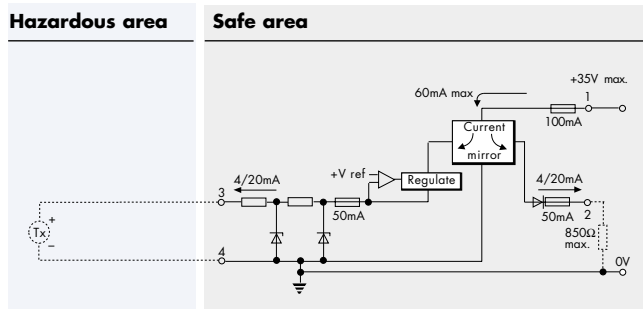 Hazardous area
Safe area
+35V max.
60mA max
1
100mA
Current
mirror
+V ref
Regulate
4/20mA
4/20mA
3
50mA
50mA
2
Tx
+
–
850Ω
max.
4
0V